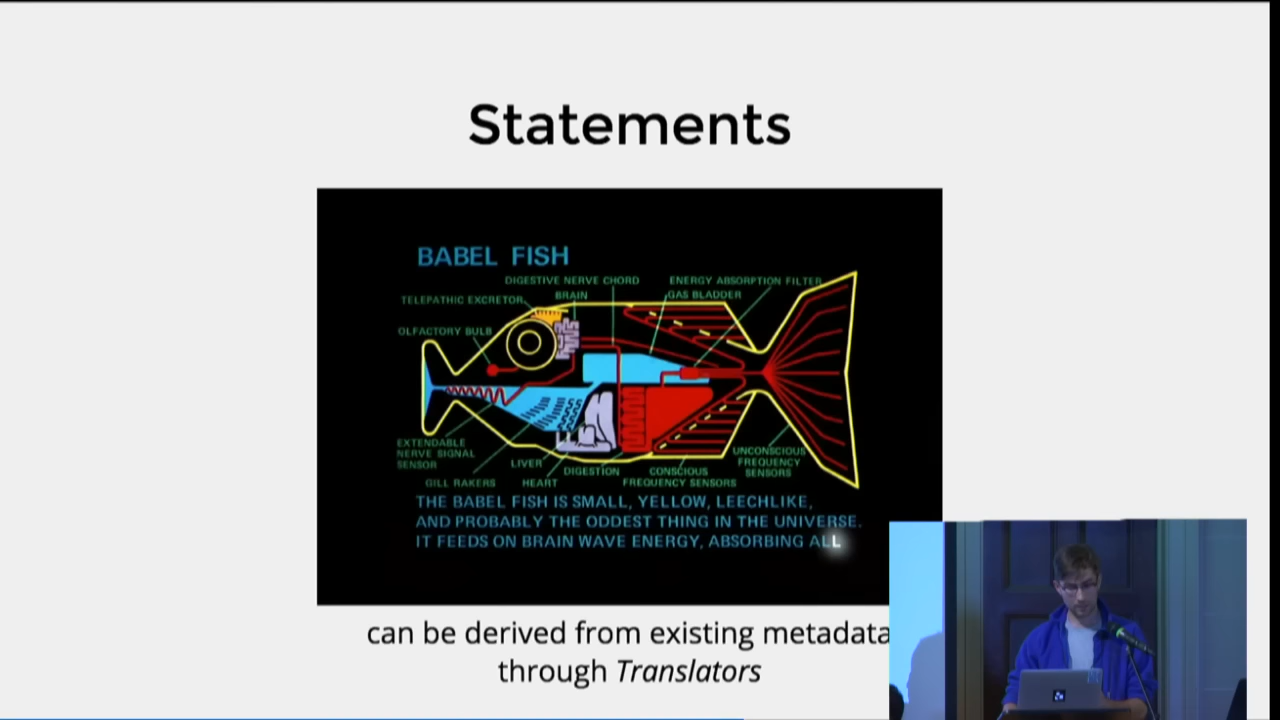 Statements
BABEL FISH
DIGESTIVE NERVE CHORD
ENERGY ABSORPTION FILTER
TELEPATHIC EXCRETOR
BRAIN
GAS BLADDER
OLFACTORY BULB
EXTENDABLE
NERVE SIGNAL
SENSOR
GILL RAKERS
LIVER
HEART
DIGESTION
CONSCIOUS
FREQUENCY SENSORS
UNCONSCIOUS
FREQUENCY
SENSORS
THE BABEL FISH IS SMALL, YELLOW, LEECHLIKE,
AND PROBABLY THE ODDEST THING IN THE UNIVERSE.
IT FEEDS ON BRAIN WAVE ENERGY, ABSORBING ALL
can be derived from existing metadata
through Translators